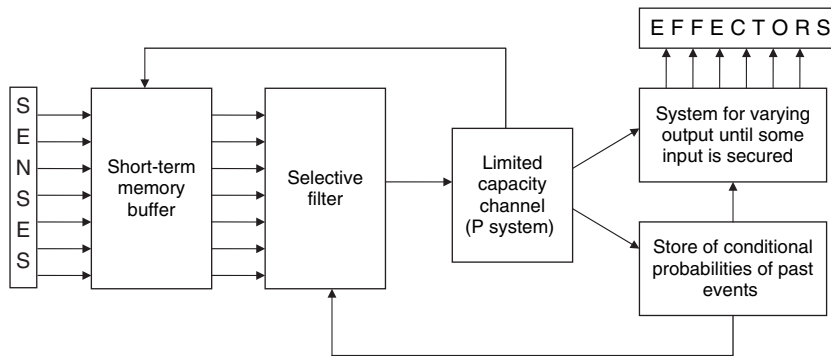 SENSES
Short-term
memory
buffer
Selective
filter
Limited
capacity
channel
(P system)
EFFECTORS
System for varying
output until some
input is secured
Store of conditional
probabilities of past
events